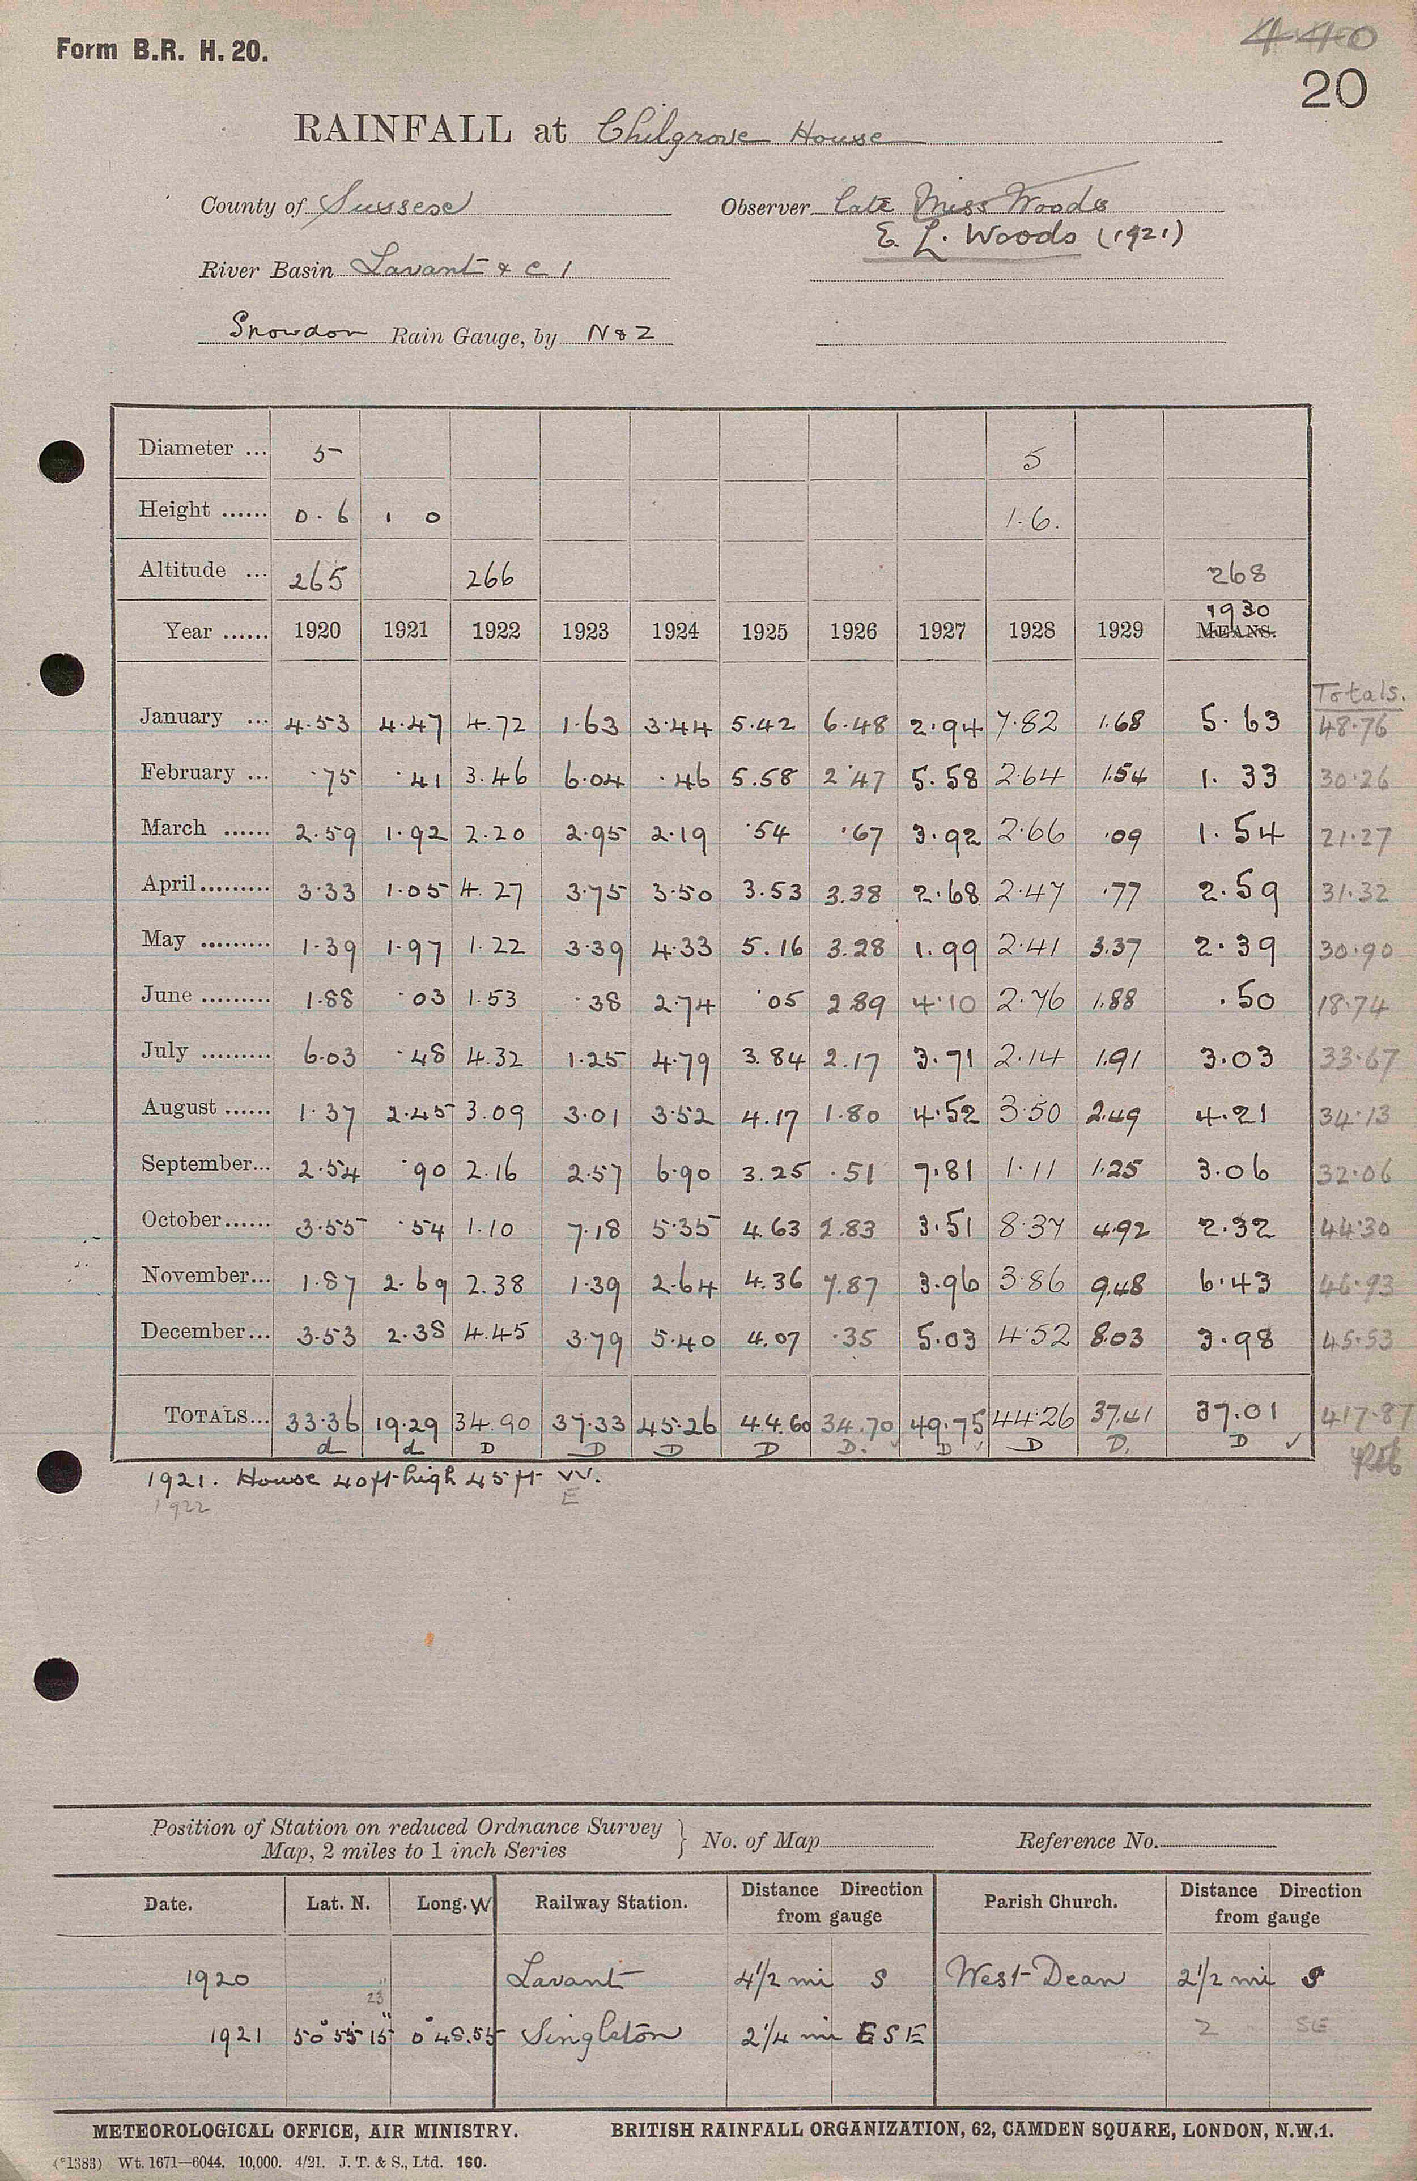 Form B.R. H. 20.
440
20
RAINFALL at Chilgrove House
County of Sussex Observer late Miss Woods
E. L. Woods (1921)
River Basin Lavant & C 1
Snowdon Rain Gauge, by N & Z
Diameter ... 5 5
Height ...... 0.6 1 0 1.6.
Altitude ... 265 266 268
1930
Year ...... 1920 1921 1922 1923 1924 1925 1926 1927 1928 1929 MEANS.
Totals.
January ... 4.53 4.47 4.72 1.63 3.44 5.42 6.48 2.94 7.82 1.68 5.63 48.76
February ... .75 .41 3.46 6.04 .46 5.58 2.47 5.58 2.64 1.54 1.33 30.26
March ...... 2.59 1.92 2.20 2.95 2.19 .54 .67 3.92 2.66 .09 1.54 21.27
April......... 3.33 1.05 4.27 3.75 3.50 3.53 3.38 2.68 2.47 .77 2.59 31.32
May ......... 1.39 1.97 1.22 3.39 4.33 5.16 3.28 1.99 2.41 3.37 2.39 30.90
June ......... 1.88 .03 1.53 .38 2.74 .05 2.89 4.10 2.76 1.88 .50 18.74
July ......... 6.03 .48 4.32 1.25 4.79 3.84 2.17 3.71 2.14 1.91 3.03 33.67
August ...... 1.37 2.45 3.09 3.01 3.52 4.17 1.80 4.52 3.50 2.49 4.21 34.13
September... 2.54 .90 2.16 2.57 6.90 3.25 .51 7.81 1.11 1.25 3.06 32.06
October...... 3.55 .54 1.10 7.18 5.35 4.63 2.83 3.51 8.37 4.92 2.32 44.30
November... 1.87 2.69 2.38 1.39 2.64 4.36 7.87 3.96 3.86 9.48 6.43 46.93
December... 3.53 2.38 4.45 3.79 5.40 4.07 .35 5.03 4.52 8.03 3.98 45.53
TOTALS... 33.36 19.29 34.90 37.33 45.26 44.60 34.70 49.75 44.26 37.41 37.01 417.87
d d D D D D D. D D D. D ✓
1921. House 40 ft high 45 ft W.
1922 E
Position of Station on reduced Ordnance Survey
Map, 2 miles to 1 inch Series } No. of Map Reference No.
Date. Lat. N. Long. W Railway Station. Distance Direction from gauge Parish Church. Distance Direction from gauge
1920 Lavant 4 1/2 mi S West Dean 2 1/2 mi S
23"
1921 50° 55' 15" 0° 48.55 Singleton 2 1/4 mi ESE 2 SE
METEOROLOGICAL OFFICE, AIR MINISTRY. BRITISH RAINFALL ORGANIZATION, 62, CAMDEN SQUARE, LONDON, N.W.1.
(*1383) Wt. 1671—6044. 10,000. 4/21. J. T. & S., Ltd. 160.